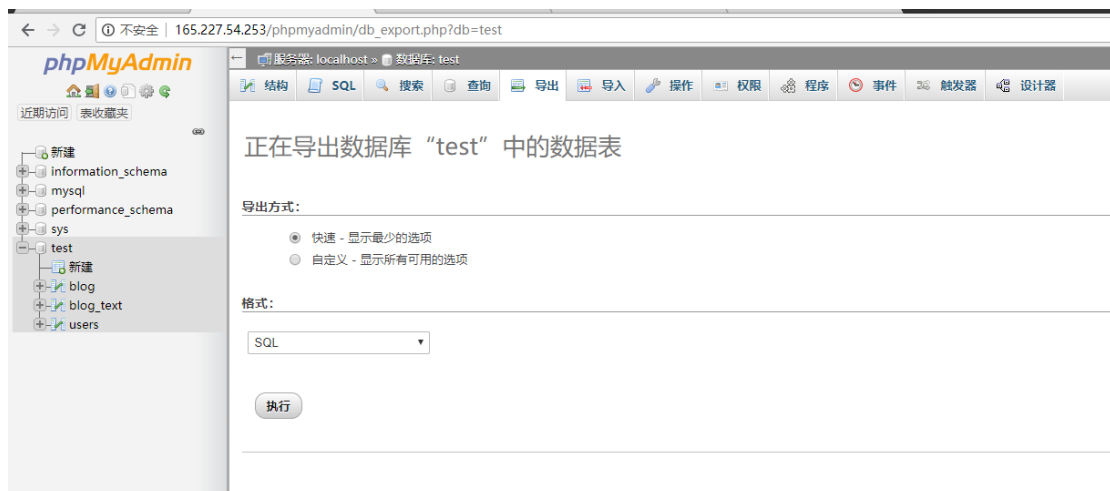 不安全 | 165.227.54.253/phpmyadmin/db_export.php?db=test
phpMyAdmin
近期访问 表收藏夹
新建
information_schema
mysql
performance_schema
sys
test
新建
blog
blog_text
users
服务器: localhost » 数据库: test
结构 SQL 搜索 查询 导出 导入 操作 权限 程序 事件 触发器 设计器
正在导出数据库“test”中的数据表
导出方式：
快速 - 显示最少的选项
自定义 - 显示所有可用的选项
格式：
SQL
执行